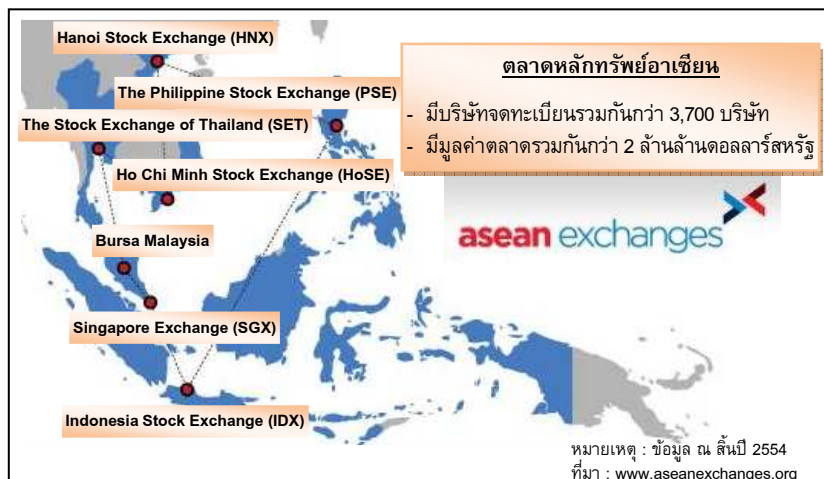 Hanoi Stock Exchange (HNX)
ตลาดหลักทรัพย์อาเซียน
- มีบริษัทจดทะเบียนรวมกันกว่า 3,700 บริษัท
- มีมูลค่าตลาดรวมกันกว่า 2 ล้านล้านดอลลาร์สหรัฐ
The Philippine Stock Exchange (PSE)
The Stock Exchange of Thailand (SET)
Ho Chi Minh Stock Exchange (HoSE)
asean exchanges
Bursa Malaysia
Singapore Exchange (SGX)
Indonesia Stock Exchange (IDX)
หมายเหตุ : ข้อมูล ณ สิ้นปี 2554
ที่มา : www.aseanexchanges.org